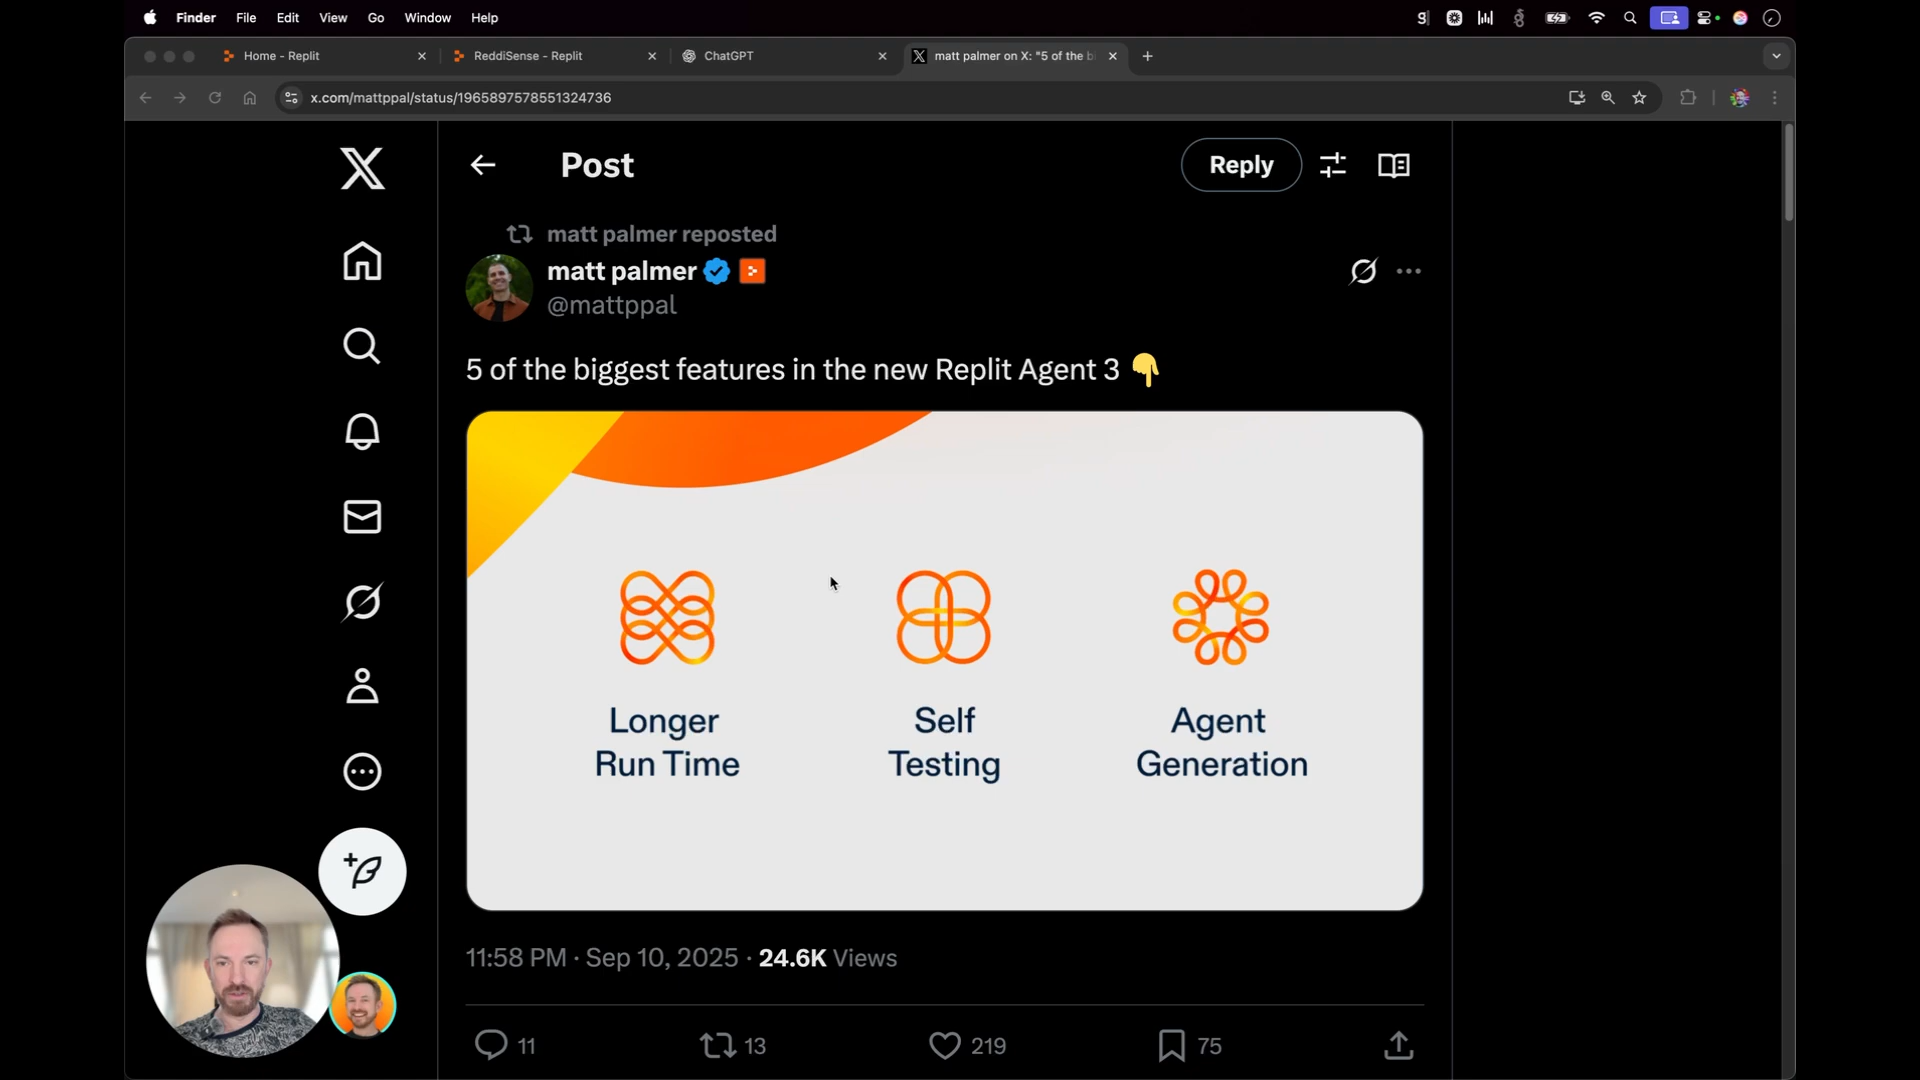 Finder File Edit View Go Window Help
Home - Replit
ReddiSense - Replit
ChatGPT
matt palmer on X: "5 of the b
x.com/mattppal/status/1965897578551324736
Post
Reply
matt palmer reposted
matt palmer
@mattppal
5 of the biggest features in the new Replit Agent 3
Longer
Run Time
Self
Testing
Agent
Generation
11:58 PM · Sep 10, 2025 · 24.6K Views
11 13 219 75